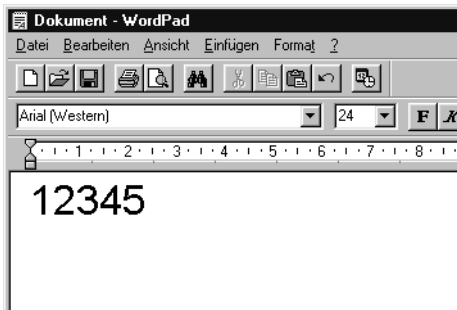 Dokument - WordPad
Datei Bearbeiten Ansicht Einfügen Format ?
Arial (Western) 24 F K
1 2 3 4 5 6 7 8
12345